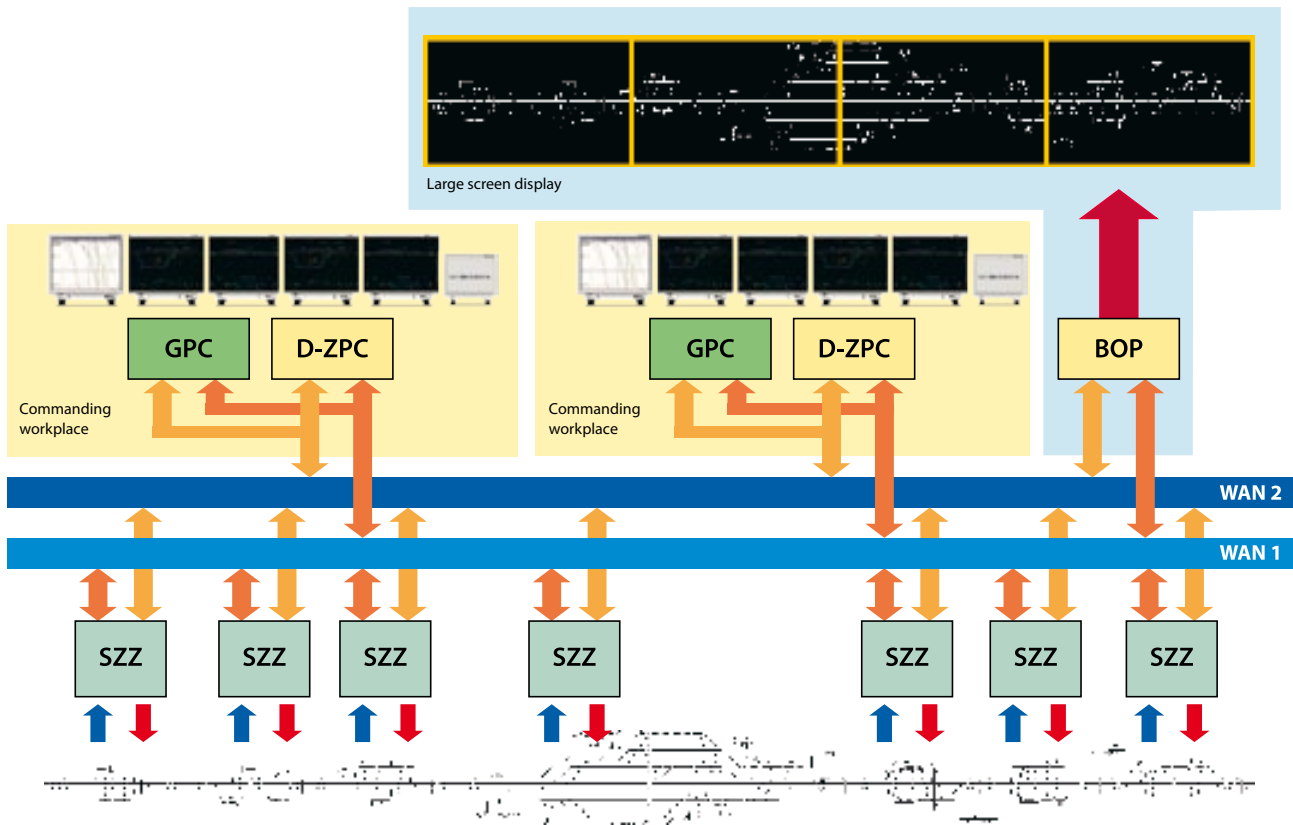 Large screen display
GPC
D-ZPC
GPC
D-ZPC
BOP
Commanding
workplace
Commanding
workplace
WAN 2
WAN 1
SZZ
SZZ
SZZ
SZZ
SZZ
SZZ
SZZ